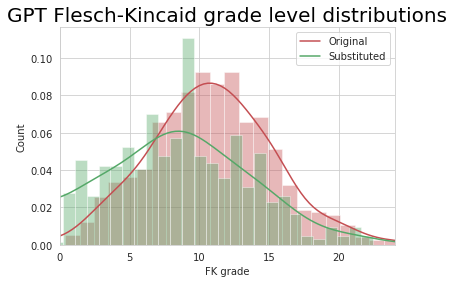 GPT Flesch-Kincaid grade level distributions
Original
Substituted
0.10
0.08
0.06
0.04
0.02
0.00
Count
0 5 10 15 20
FK grade